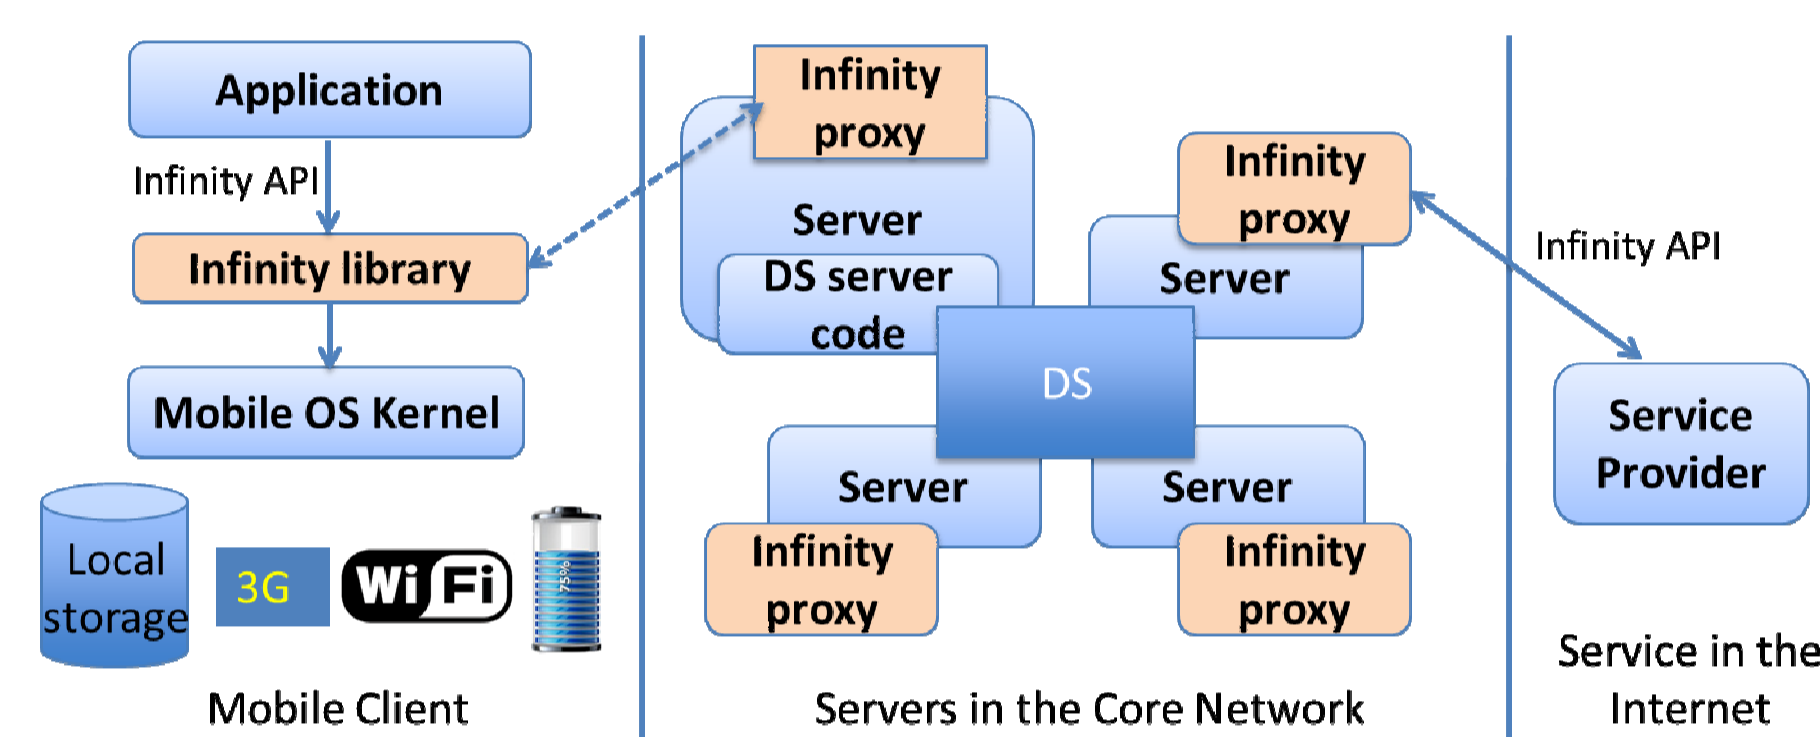 Application
Infinity API
Infinity library
Mobile OS Kernel
Local
storage
3G
WiFi
75%
Mobile Client
Infinity
proxy
Server
DS server
code
Infinity
proxy
Server
DS
Server
Infinity
proxy
Server
Infinity
proxy
Servers in the Core Network
Infinity API
Service
Provider
Service in the
Internet